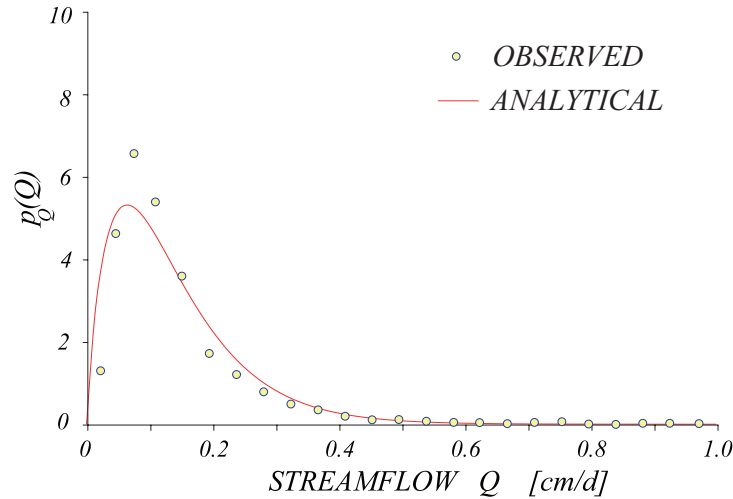 10
OBSERVED
ANALYTICAL
8
6
4
2
0
p_Q(Q)
0 0.2 0.4 0.6 0.8 1.0
STREAMFLOW Q [cm/d]